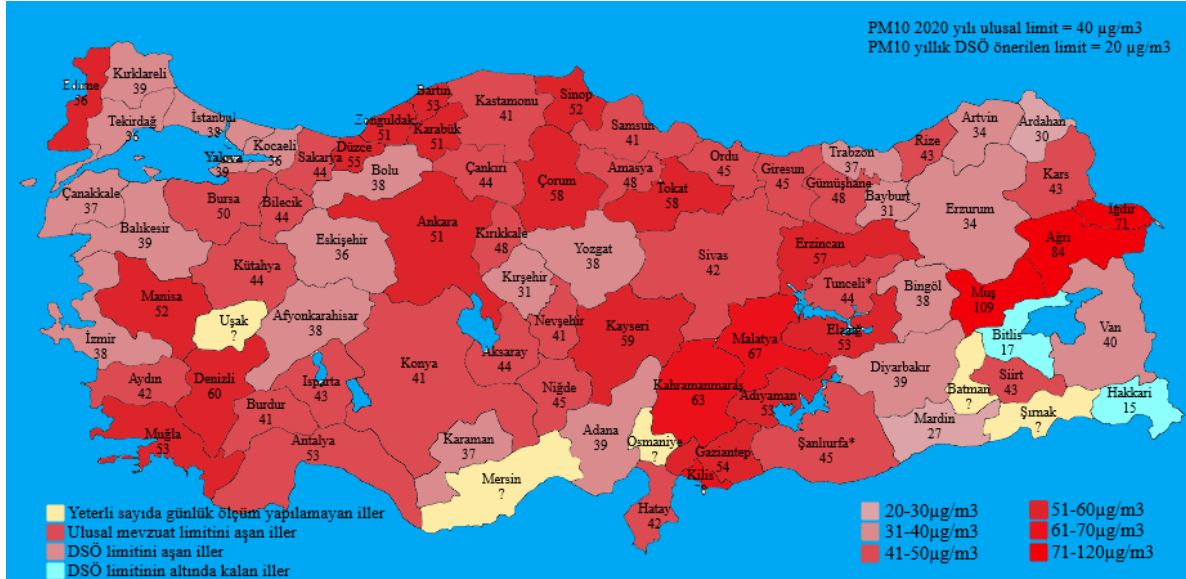 PM10 2020 yılı ulusal limit = 40 µg/m3
PM10 yıllık DSÖ önerilen limit = 20 µg/m3
Edirne
Kırklareli
39
Tekirdağ
36
İstanbul
38
Yalova
39
Kocaeli
36
Sakarya
44
Düzce
55
Zonguldak
51
Bartın
53
Karabük
51
Kastamonu
41
Sinop
52
Samsun
41
Bolu
38
Çankırı
44
Çorum
58
Amasya
48
Tokat
58
Ordu
45
Giresun
45
Trabzon
37
Gümüşhane
48
Bayburt
31
Rize
43
Artvin
34
Ardahan
30
Kars
43
Iğdır
71
Ağrı
84
Erzurum
34
Çanakkale
37
Balıkesir
39
Bursa
50
Bilecik
44
Eskişehir
36
Ankara
51
Kırıkkale
48
Yozgat
38
Kırşehir
31
Sivas
42
Erzincan
57
Tunceli*
44
Bingöl
38
Muş
109
Bitlis
17
Van
40
Kütahya
44
Manisa
52
Uşak
?
Afyonkarahisar
38
İzmir
38
Aydın
42
Denizli
60
Isparta
43
Burdur
41
Muğla
53
Antalya
53
Konya
41
Aksaray
44
Nevşehir
41
Niğde
45
Kayseri
59
Malatya
67
Elazığ
53
Diyarbakır
39
Batman
?
Siirt
43
Şırnak
?
Hakkari
15
Mardin
27
Kahramanmaraş
63
Adıyaman
53
Şanlıurfa*
45
Gaziantep
54
Kilis
Osmaniye
?
Adana
39
Hatay
42
Karaman
37
Mersin
?
Yeterli sayıda günlük ölçüm yapılamayan iller
Ulusal mevzuat limitini aşan iller
DSÖ limitini aşan iller
DSÖ limitinin altında kalan iller
20-30µg/m3
31-40µg/m3
41-50µg/m3
51-60µg/m3
61-70µg/m3
71-120µg/m3